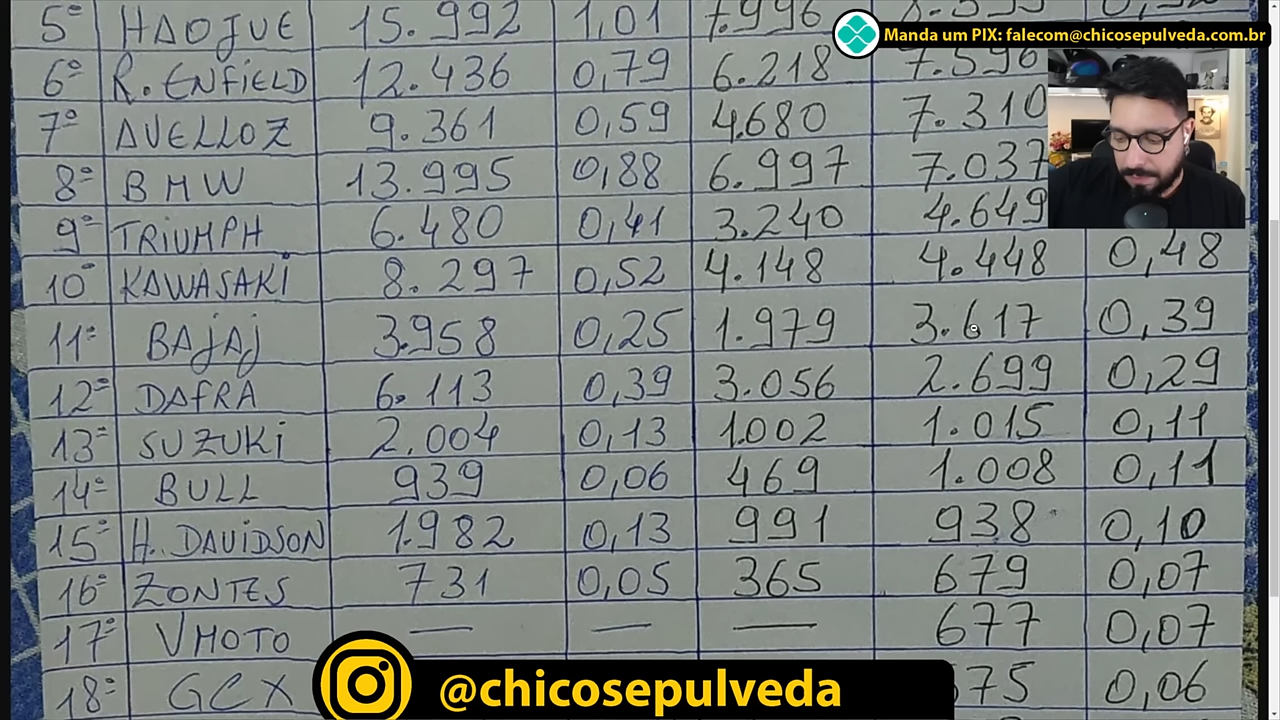 5º HAOJUE 15.992 1,01 7.996
Manda um PIX: falecom@chicosepulveda.com.br
6º R. ENFIELD 12.436 0,79 6.218 7.596
7º AVELLOZ 9.361 0,59 4.680 7.310
8º BMW 13.995 0,88 6.997 7.037
9º TRIUMPH 6.480 0,41 3.240 4.649
10º KAWASAKI 8.297 0,52 4.148 4.448 0,48
11º BAJAJ 3.958 0,25 1.979 3.617 0,39
12º DAFRA 6.113 0,39 3.056 2.699 0,29
13º SUZUKI 2.004 0,13 1.002 1.015 0,11
14º BULL 939 0,06 469 1.008 0,11
15º H. DAVIDSON 1.982 0,13 991 938 0,10
16º ZONTES 731 0,05 365 679 0,07
17º VMOTO — — — 677 0,07
18º GCX 0,06
@chicosepulveda